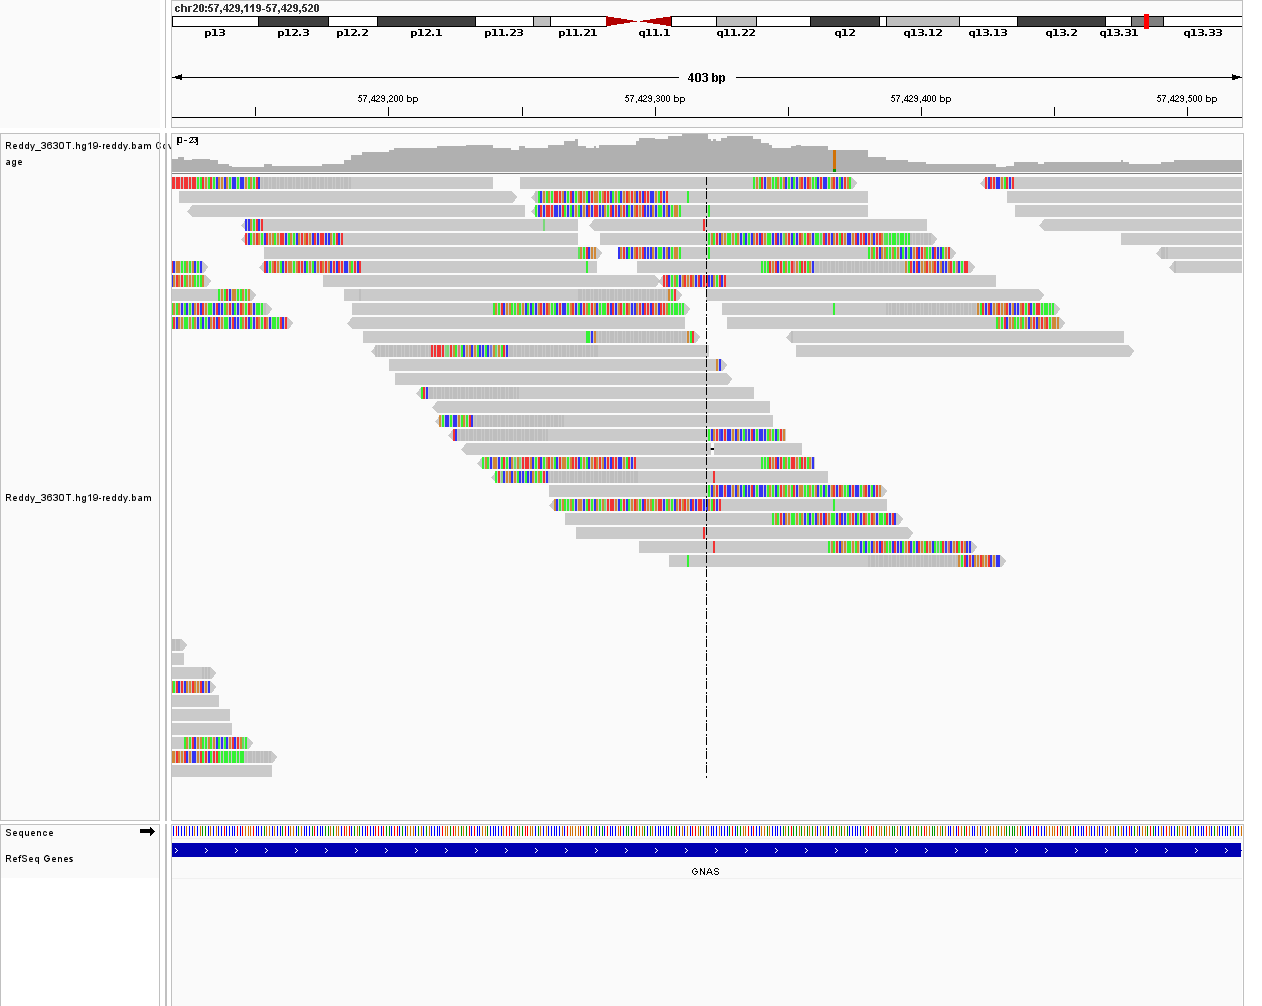 chr20:57,429,119-57,429,520
p13 p12.3 p12.2 p12.1 p11.23 p11.21 q11.1 q11.22 q12 q13.12 q13.13 q13.2 q13.31 q13.33
403 bp
57,429,200 bp 57,429,300 bp 57,429,400 bp 57,429,500 bp
[0-23]
Reddy_3630T.hg19-reddy.bam Cov
age
Reddy_3630T.hg19-reddy.bam
Sequence
RefSeq Genes
GNAS